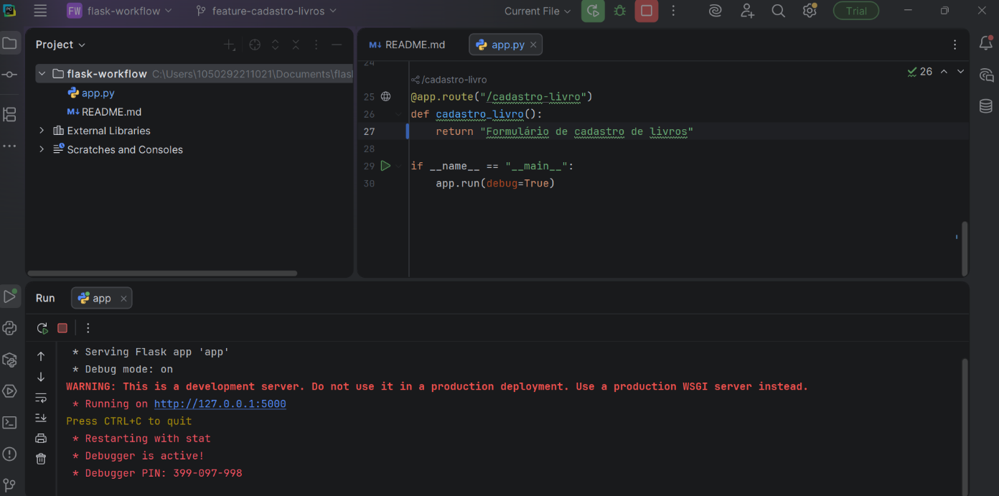 FW flask-workflow feature-cadastro-livros Current File Trial
Project
README.md
app.py
flask-workflow C:\Users\1050292211021\Documents\flas
app.py
README.md
External Libraries
Scratches and Consoles
26
24
/cadastro-livro
25 @app.route("/cadastro-livro")
26 def cadastro_livro():
27 return "Formulário de cadastro de livros"
28
29 if __name__ == "__main__":
30 app.run(debug=True)
Run app
* Serving Flask app 'app'
* Debug mode: on
WARNING: This is a development server. Do not use it in a production deployment. Use a production WSGI server instead.
* Running on http://127.0.0.1:5000
Press CTRL+C to quit
* Restarting with stat
* Debugger is active!
* Debugger PIN: 399-097-998